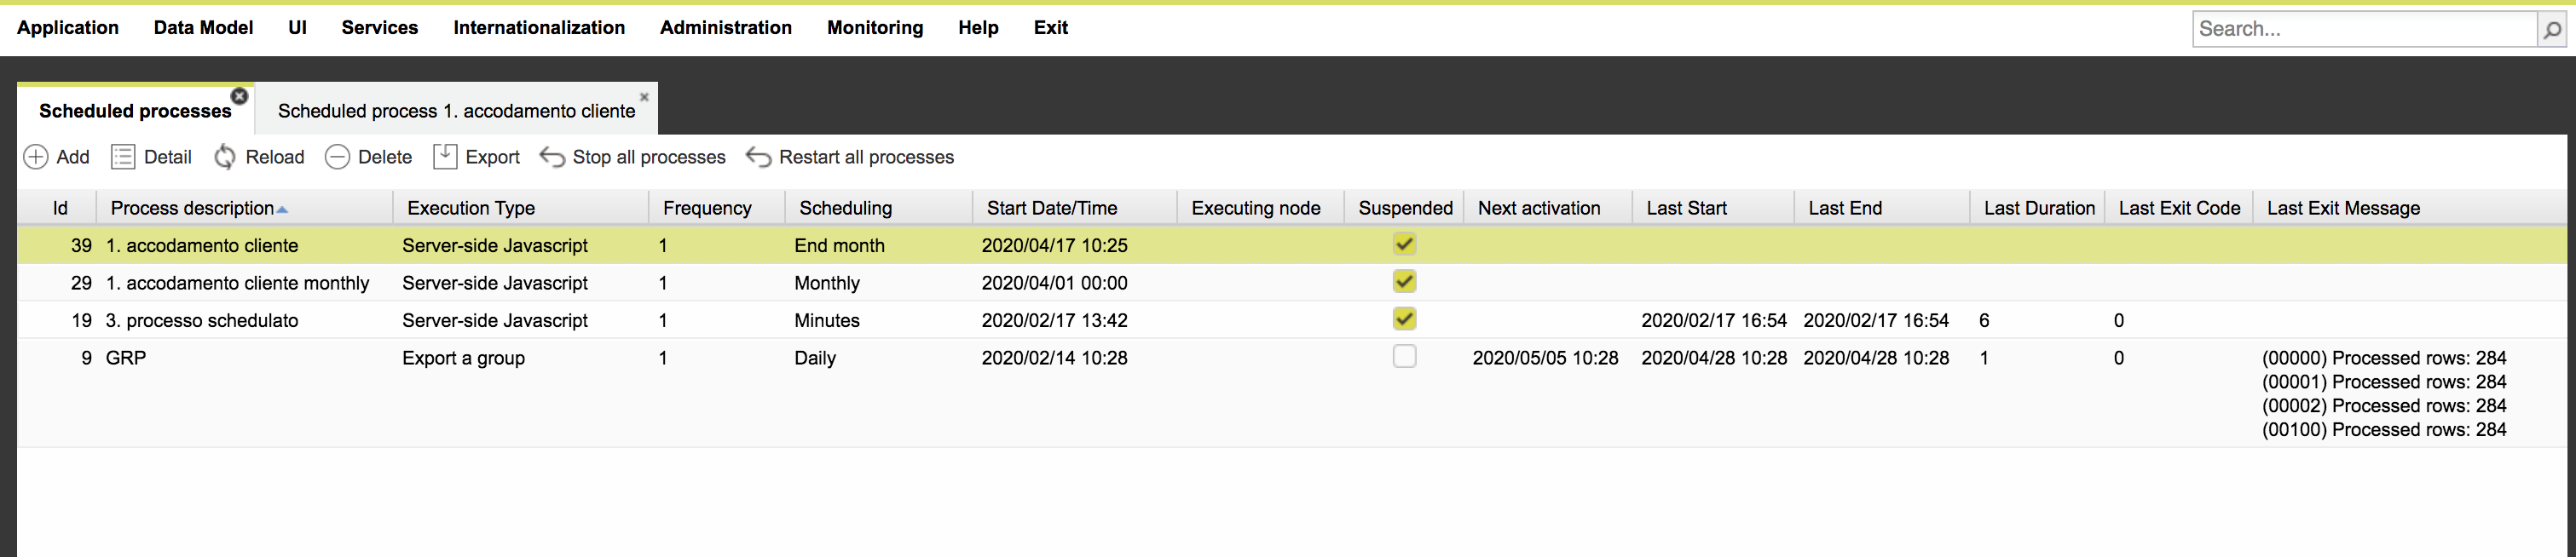 Application Data Model UI Services Internationalization Administration Monitoring Help Exit Search...
Scheduled processes Scheduled process 1. accodamento cliente
Add Detail Reload Delete Export Stop all processes Restart all processes
Id Process description Execution Type Frequency Scheduling Start Date/Time Executing node Suspended Next activation Last Start Last End Last Duration Last Exit Code Last Exit Message
39 1. accodamento cliente Server-side Javascript 1 End month 2020/04/17 10:25
29 1. accodamento cliente monthly Server-side Javascript 1 Monthly 2020/04/01 00:00
19 3. processo schedulato Server-side Javascript 1 Minutes 2020/02/17 13:42 2020/02/17 16:54 2020/02/17 16:54 6 0
9 GRP Export a group 1 Daily 2020/02/14 10:28 2020/05/05 10:28 2020/04/28 10:28 2020/04/28 10:28 1 0 (00000) Processed rows: 284
(00001) Processed rows: 284
(00002) Processed rows: 284
(00100) Processed rows: 284